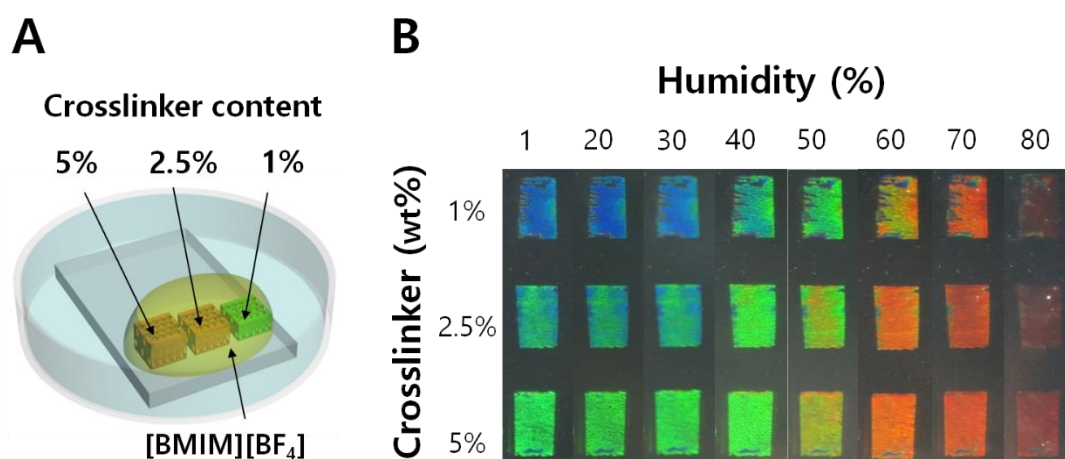 A
Crosslinker content
5% 2.5% 1%
[BMIM][BF₄]
B
Humidity (%)
1 20 30 40 50 60 70 80
Crosslinker (wt%)
1%
2.5%
5%